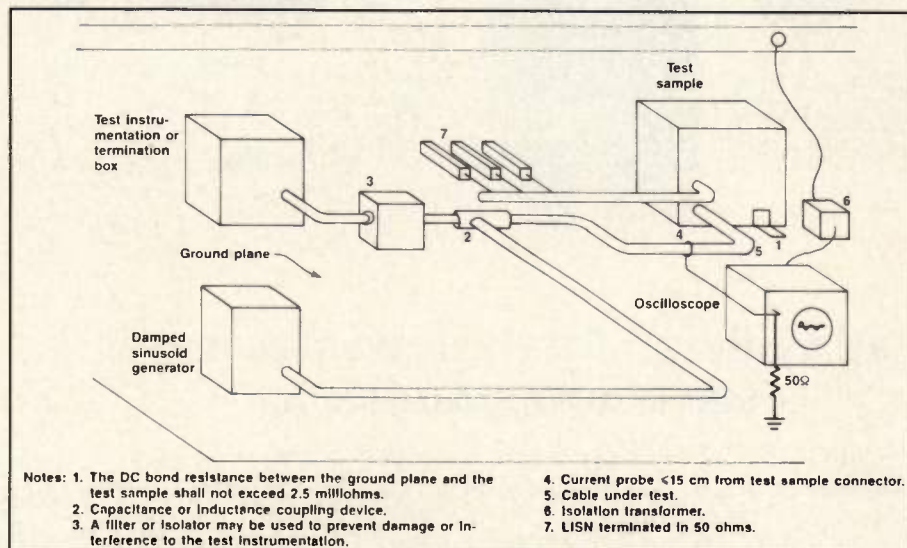 Test
sample
Test instru-
mentation or
termination
box
7
3
6
2
4
5
1
Ground plane
Oscilloscope
Damped
sinusoid
generator
50Ω
Notes: 1. The DC bond resistance between the ground plane and the
test sample shall not exceed 2.5 milliohms.
2. Capacitance or inductance coupling device.
3. A filter or isolator may be used to prevent damage or in-
terference to the test instrumentation.
4. Current probe ≤15 cm from test sample connector.
5. Cable under test.
6. Isolation transformer.
7. LISN terminated in 50 ohms.